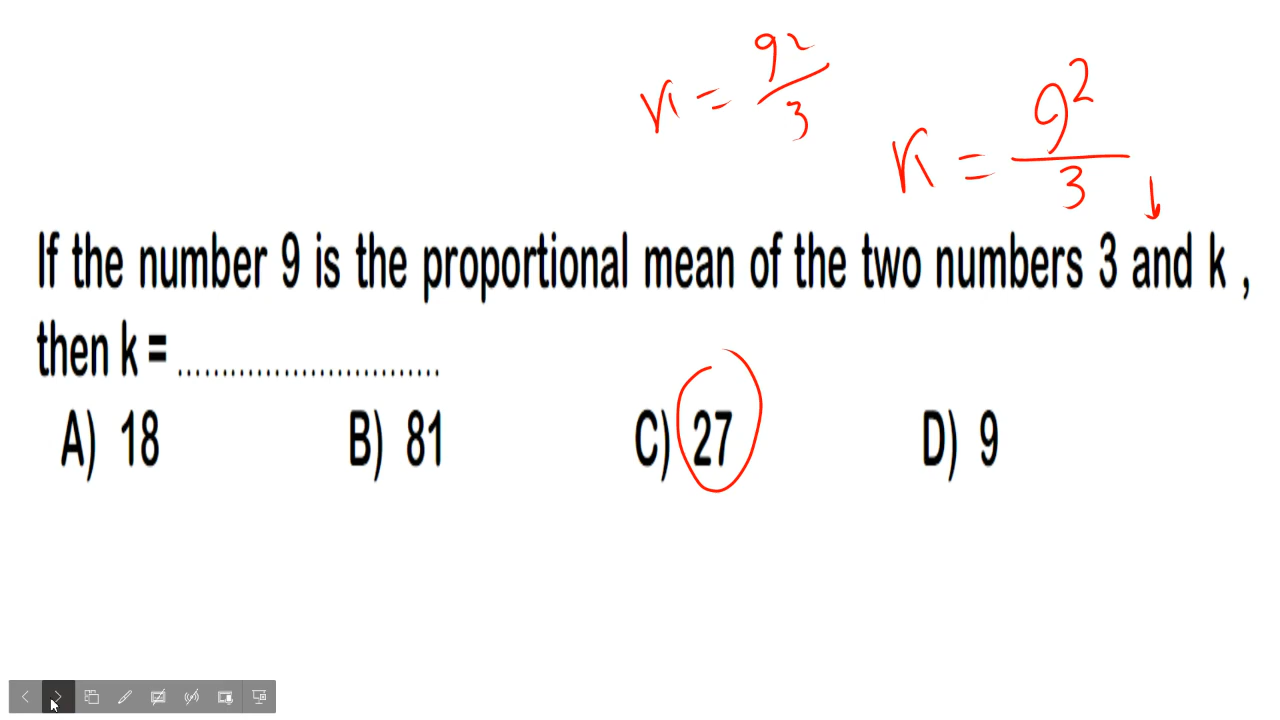 k = 9²/3
k = 9²/3
If the number 9 is the proportional mean of the two numbers 3 and k ,
then k = ..............................
A) 18 B) 81 C) 27 D) 9